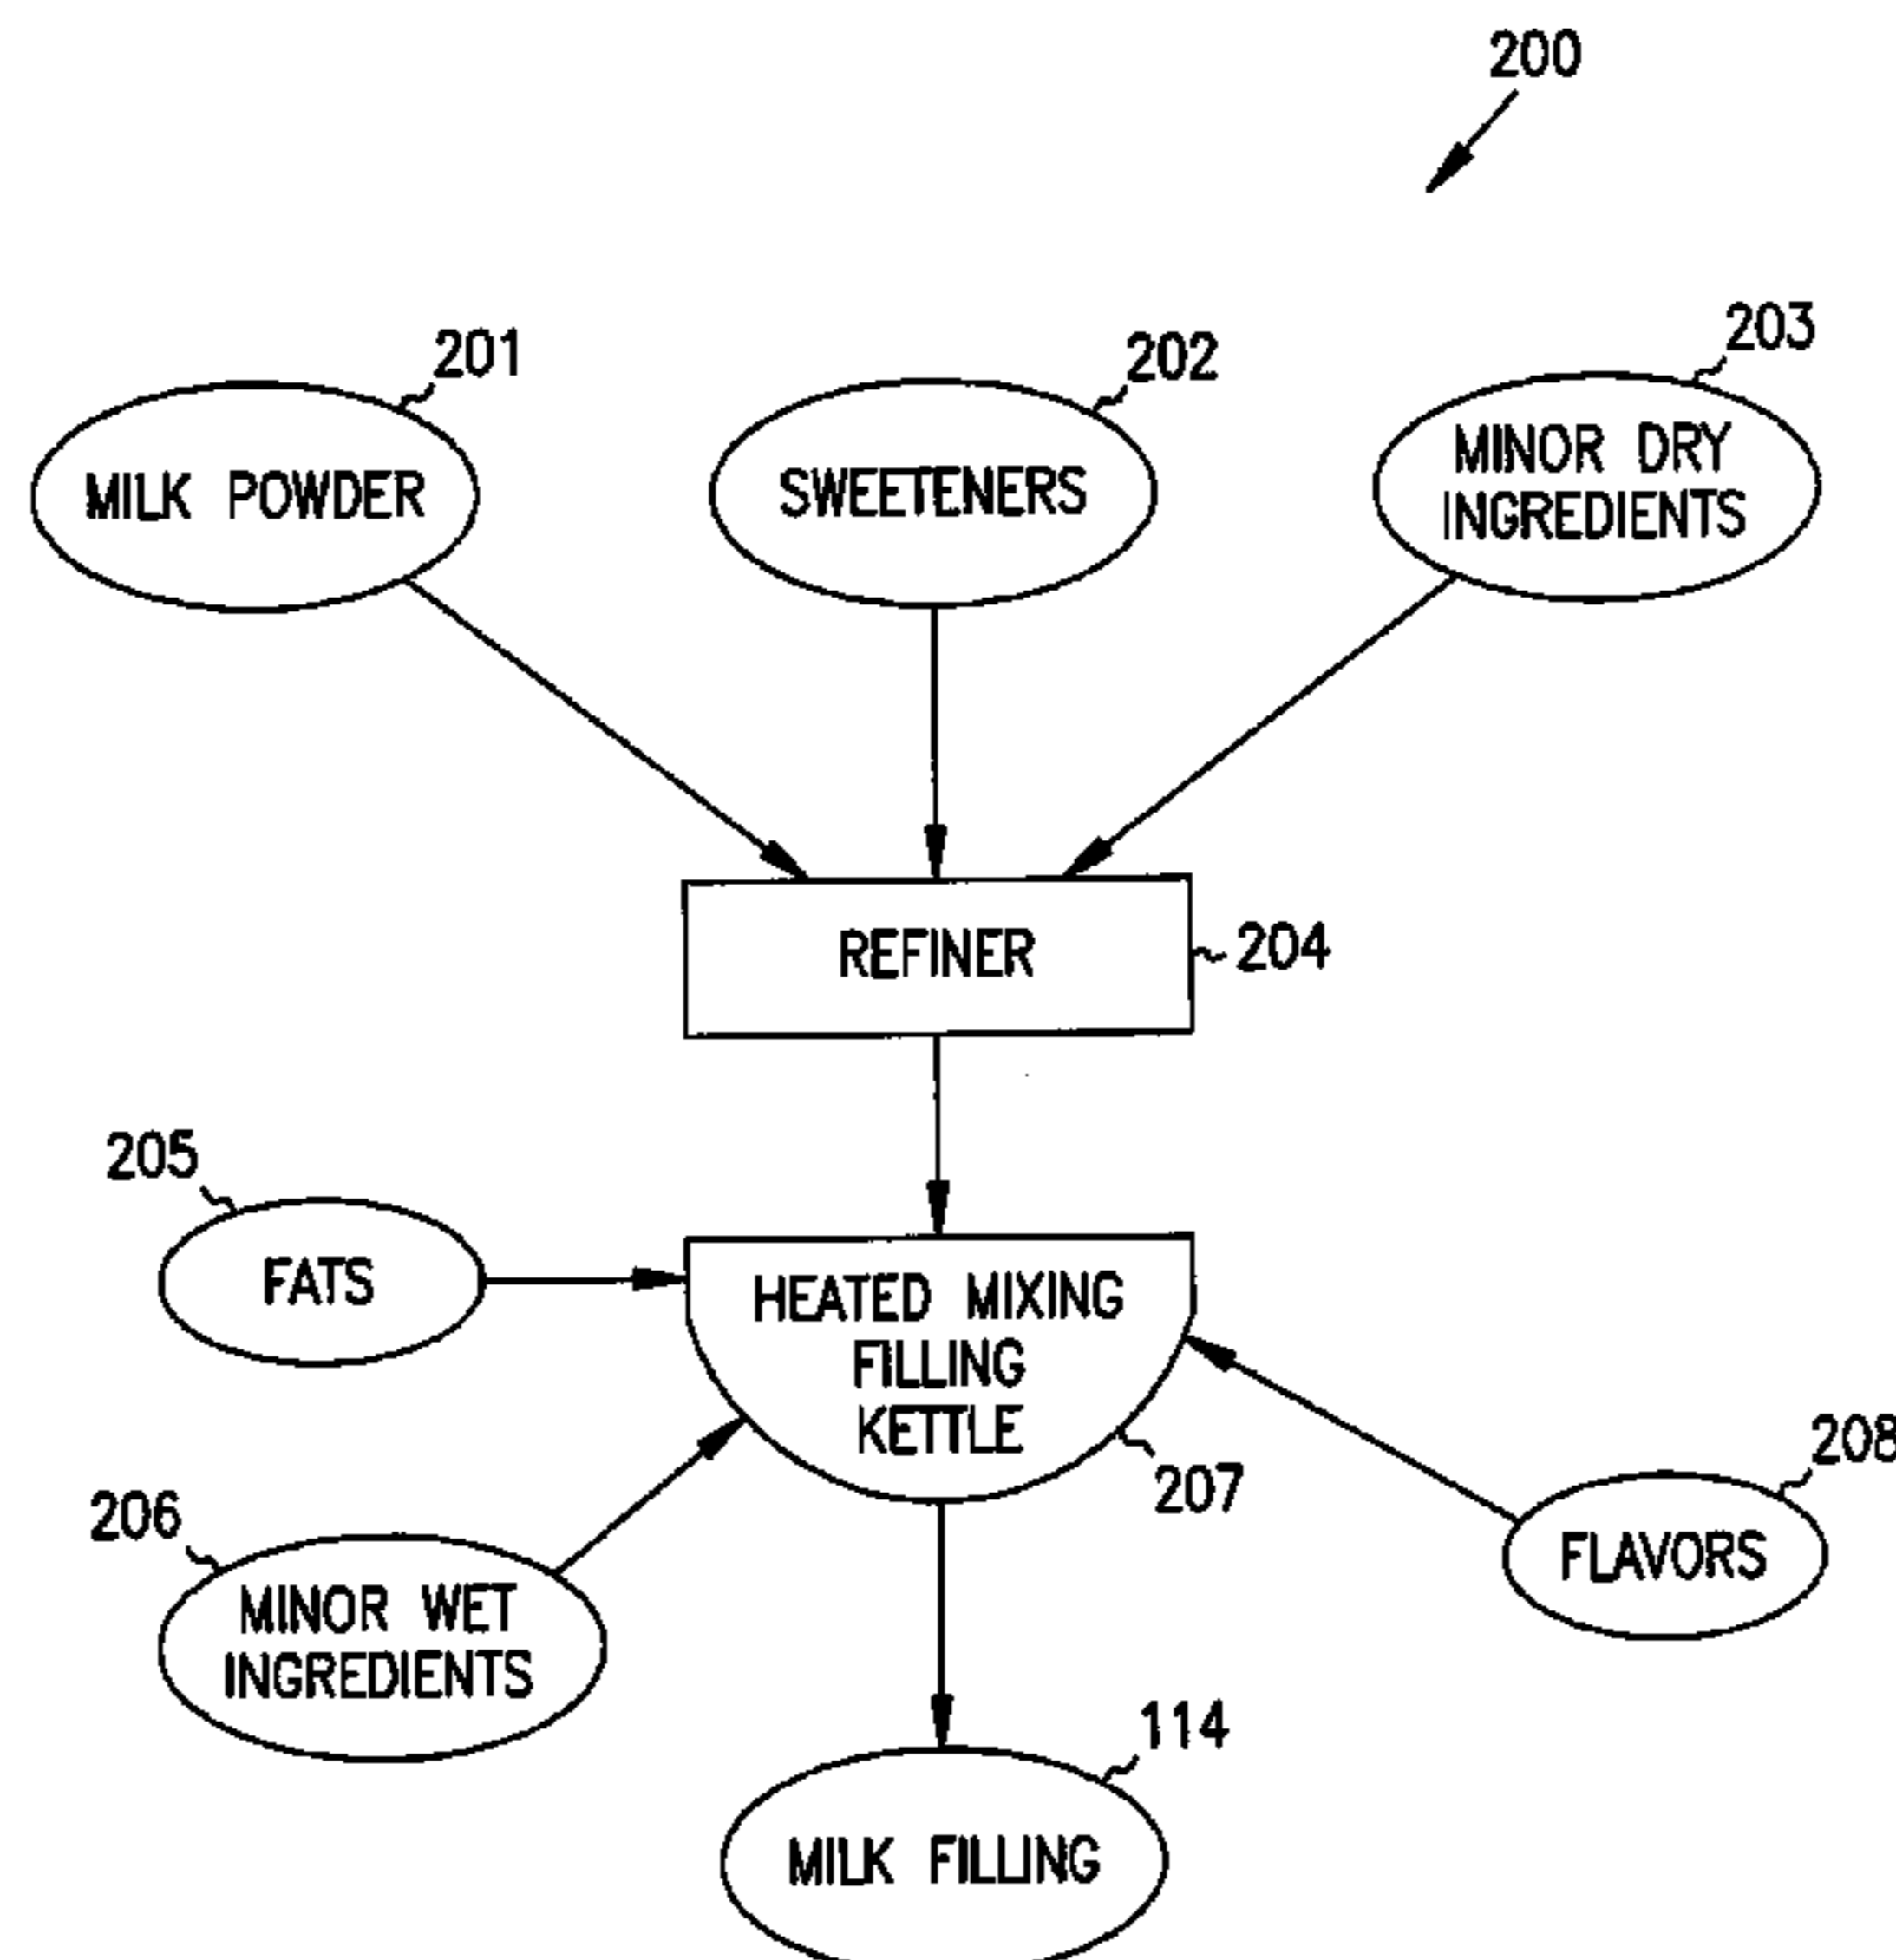 200
201
202
203
MILK POWDER
SWEETENERS
MINOR DRY
INGREDIENTS
REFINER
204
205
FATS
HEATED MIXING
FILLING
KETTLE
207
208
FLAVORS
206
MINOR WET
INGREDIENTS
114
MILK FILLING